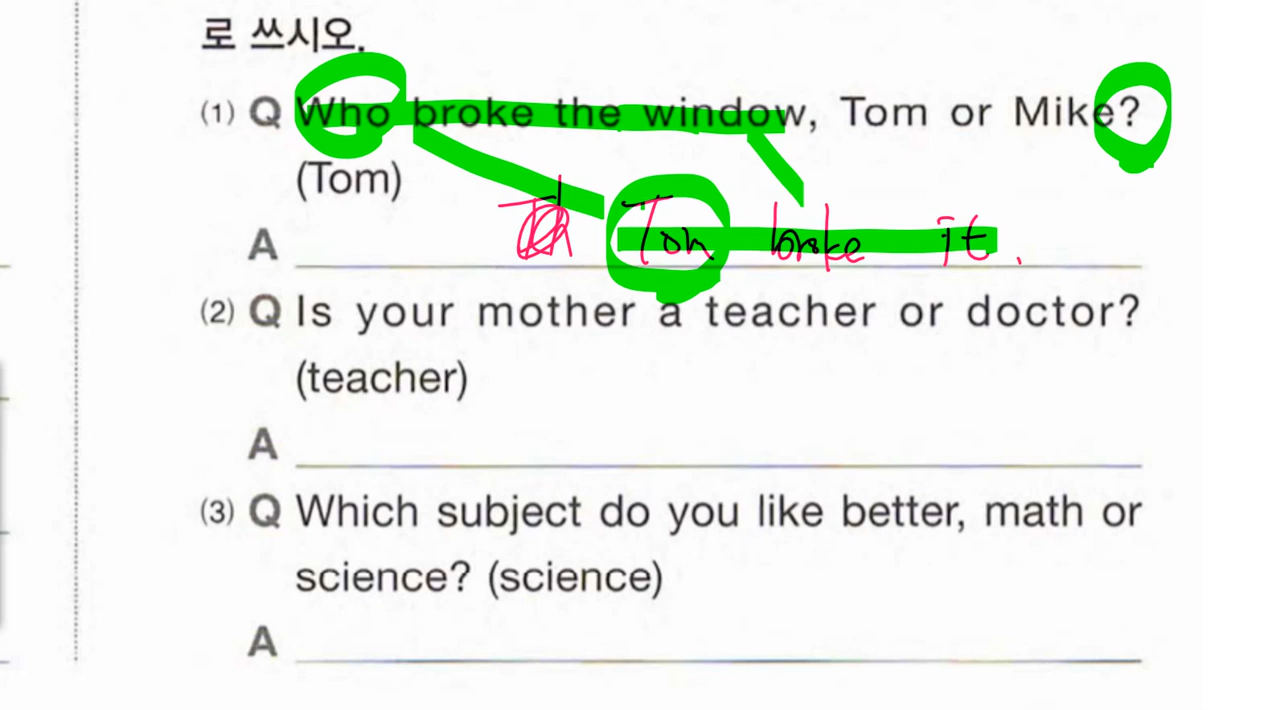 로 쓰시오.
(1) Q Who broke the window, Tom or Mike?
(Tom)
A Tom broke it.
(2) Q Is your mother a teacher or doctor?
(teacher)
A
(3) Q Which subject do you like better, math or
science? (science)
A